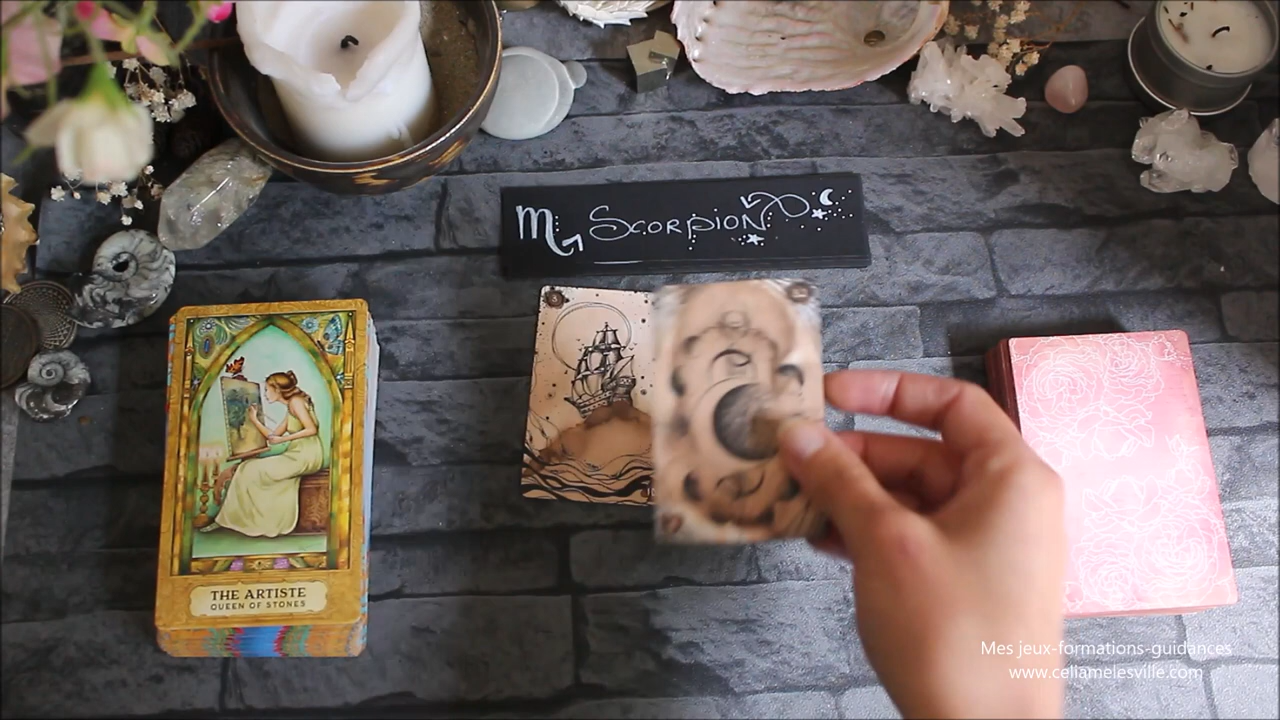 ♏ Scorpion
THE ARTISTE
QUEEN OF STONES
Mes jeux-formations-guidances
www.celiamelesville.com